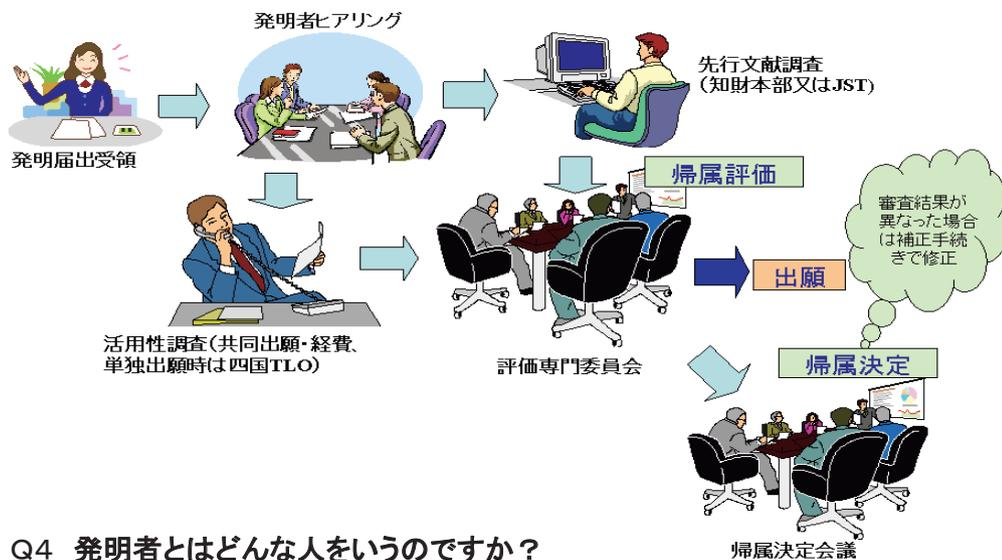 発明者ヒアリング
先行文献調査
(知財本部又はJST)
発明届出受領
帰属評価
審査結果が
異なった場合
は補正手続
きで修正
出願
活用性調査(共同出願・経費、
単独出願時は四国TLO)
評価専門委員会
帰属決定
帰属決定会議
Q4 発明者とはどんな人をいうのですか?